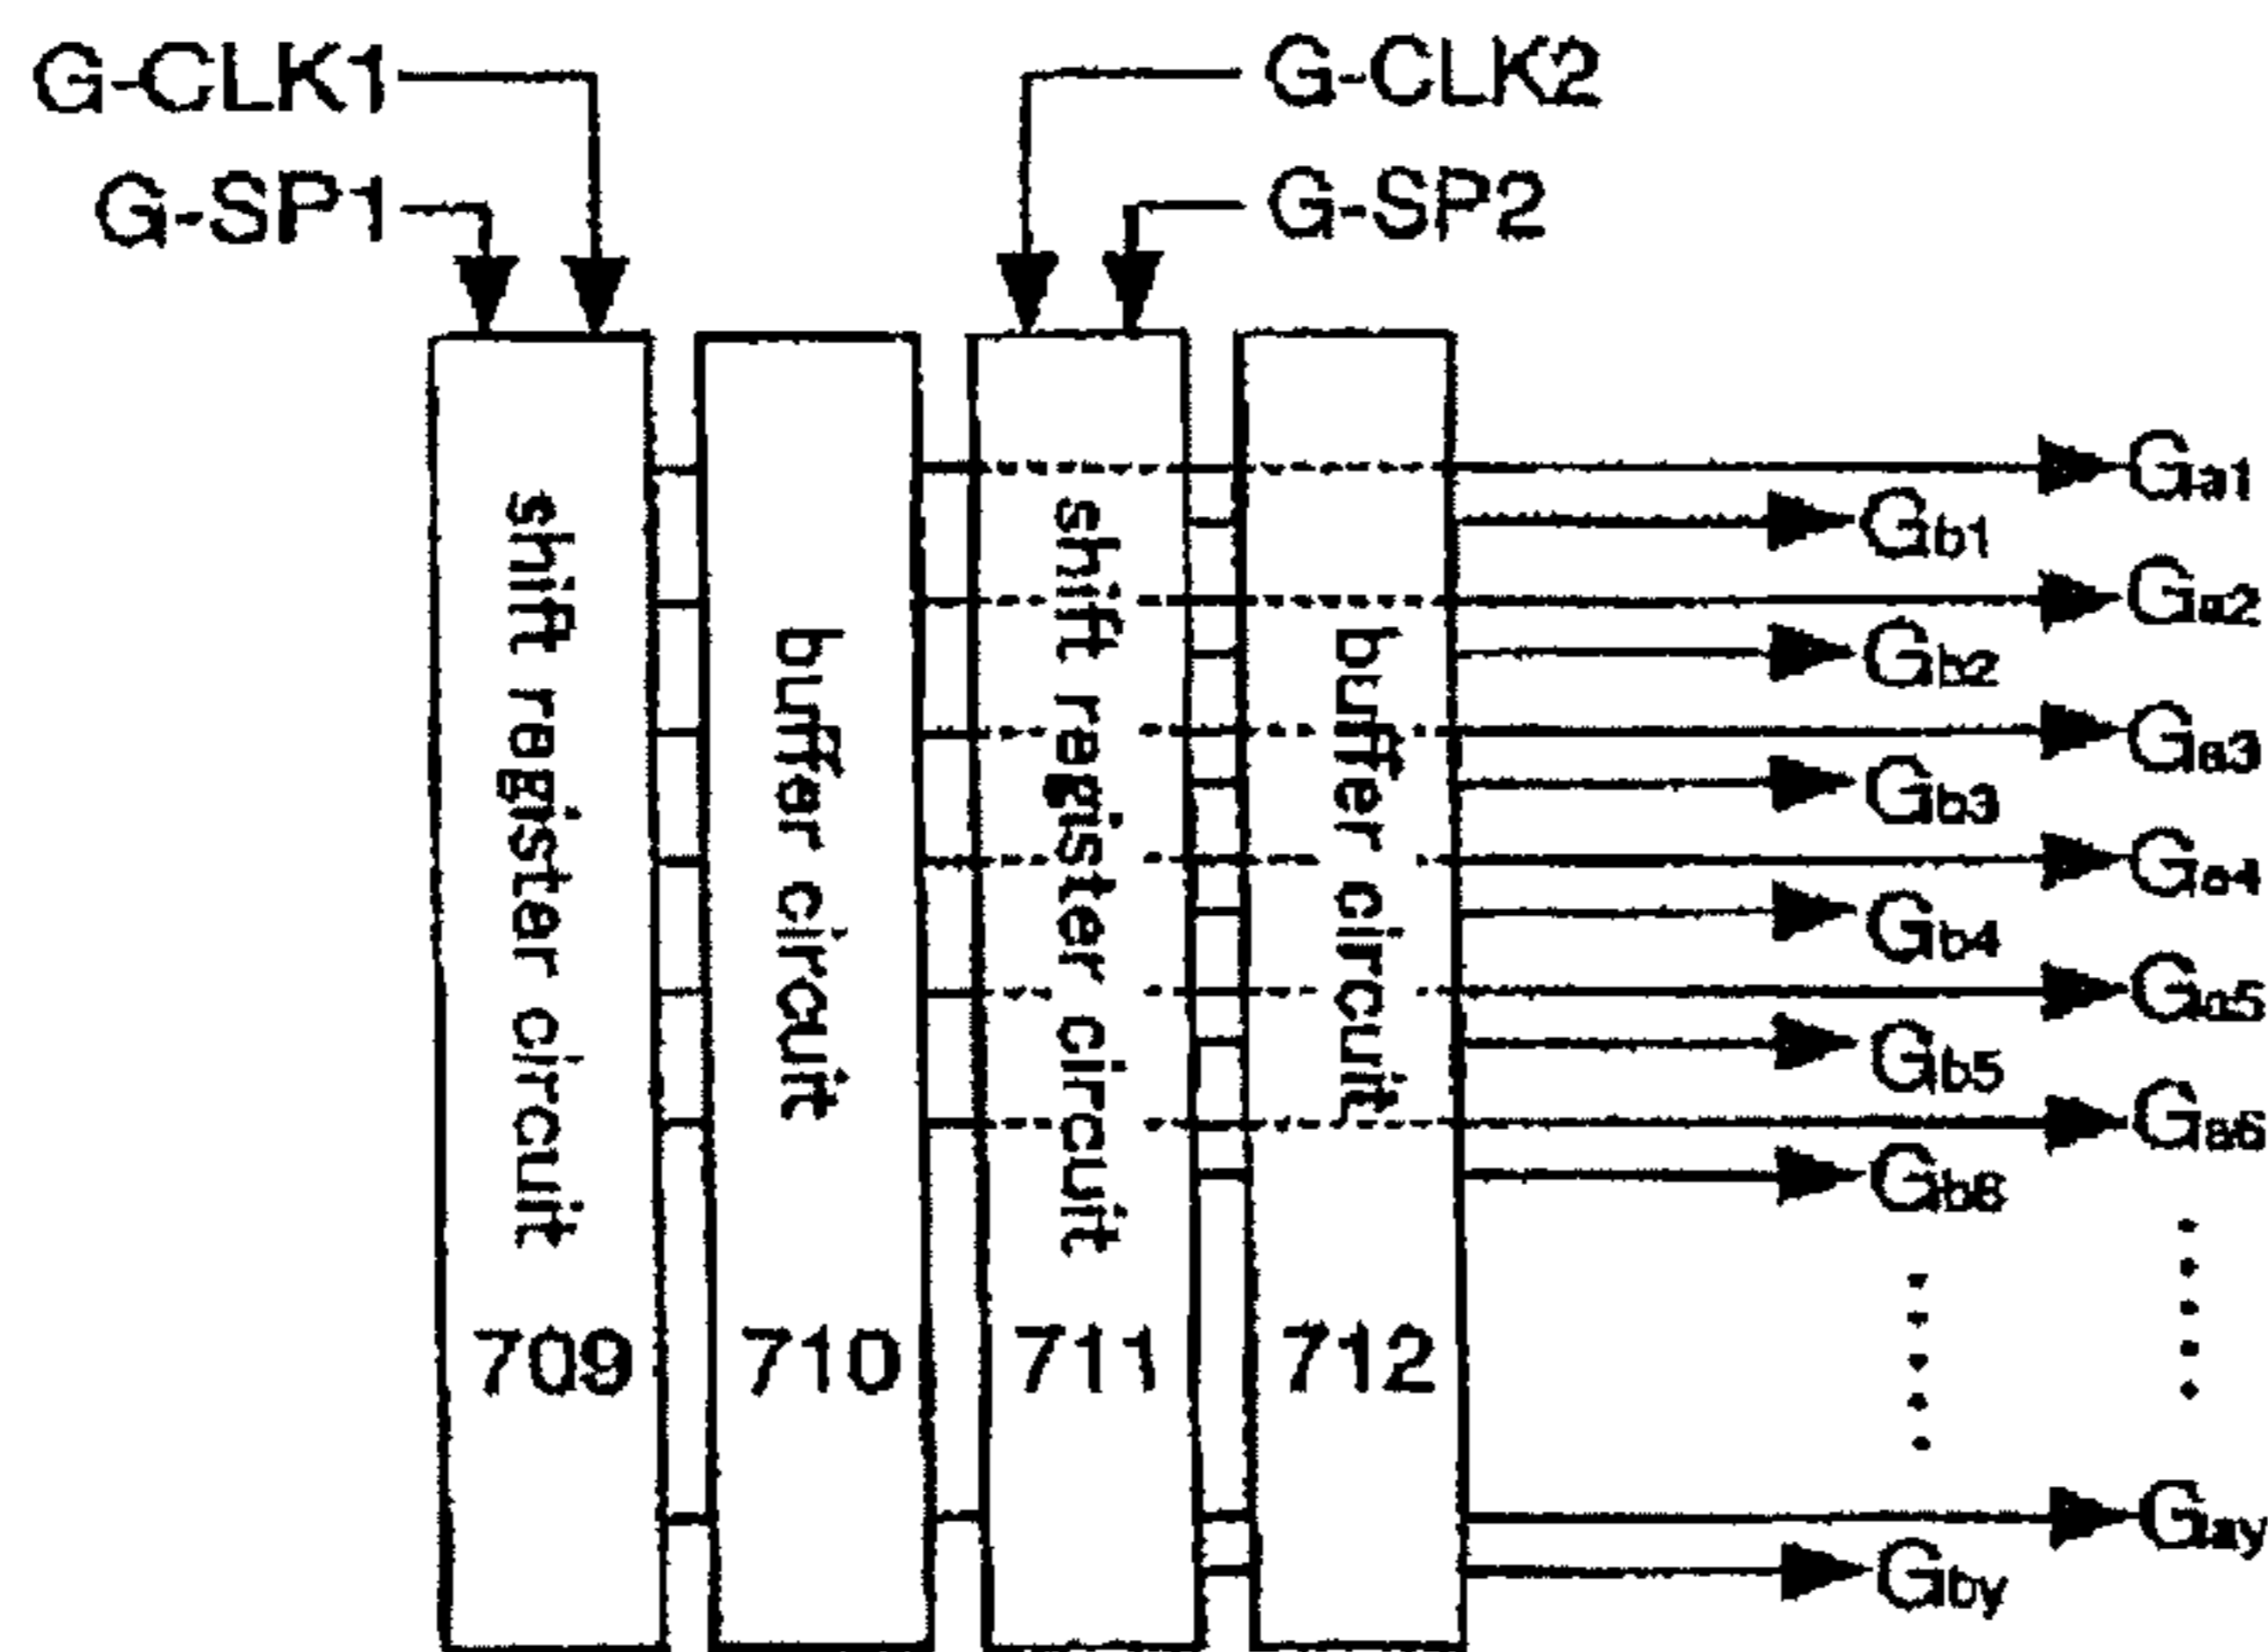 G-CLK1
G-SP1
G-CLK2
G-SP2
shift register circuit
709
buffer circuit
710
shift register circuit
711
buffer circuit
712
Ga1
Gb1
Ga2
Gb2
Ga3
Gb3
Ga4
Gb4
Ga5
Gb5
Ga6
Gb6
Gay
Gby